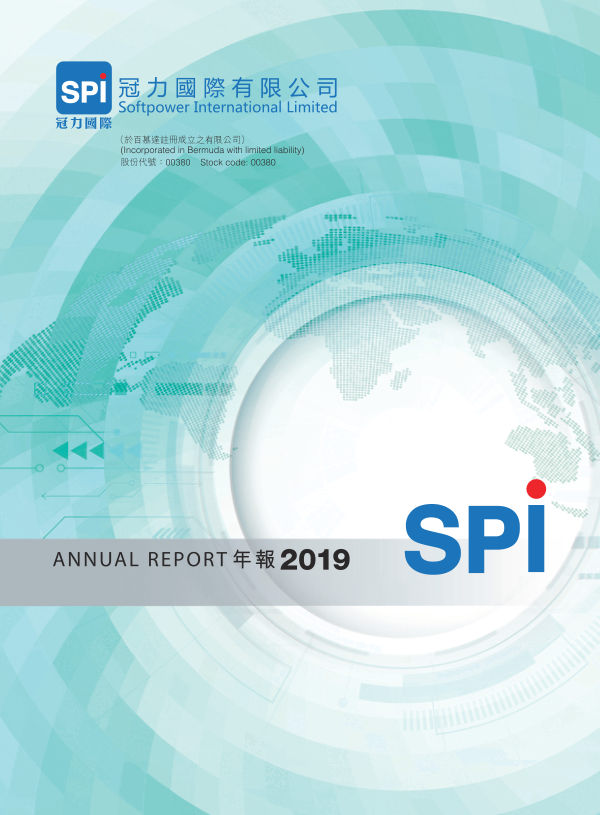 SPi
冠力國際
冠力國際有限公司
Softpower International Limited
（於百慕達註冊成立之有限公司）
(Incorporated in Bermuda with limited liability)
股份代號：00380 Stock code: 00380
ANNUAL REPORT 年報 2019
SPi